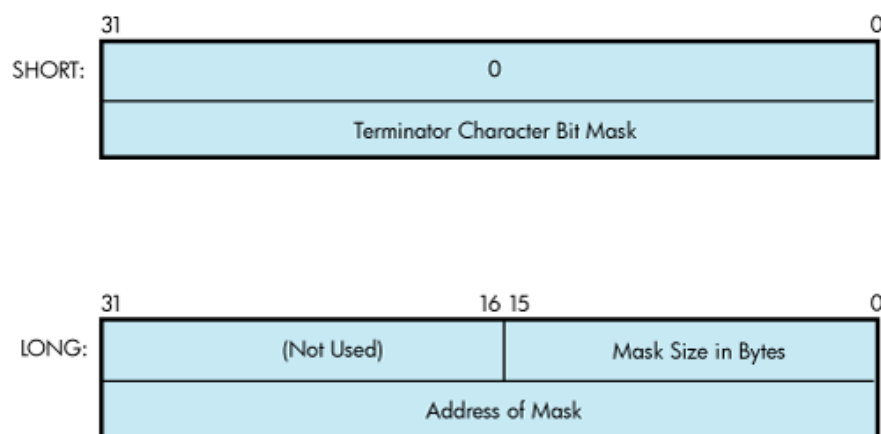 31 0
SHORT: 0
Terminator Character Bit Mask
31 16 15 0
LONG: (Not Used) Mask Size in Bytes
Address of Mask